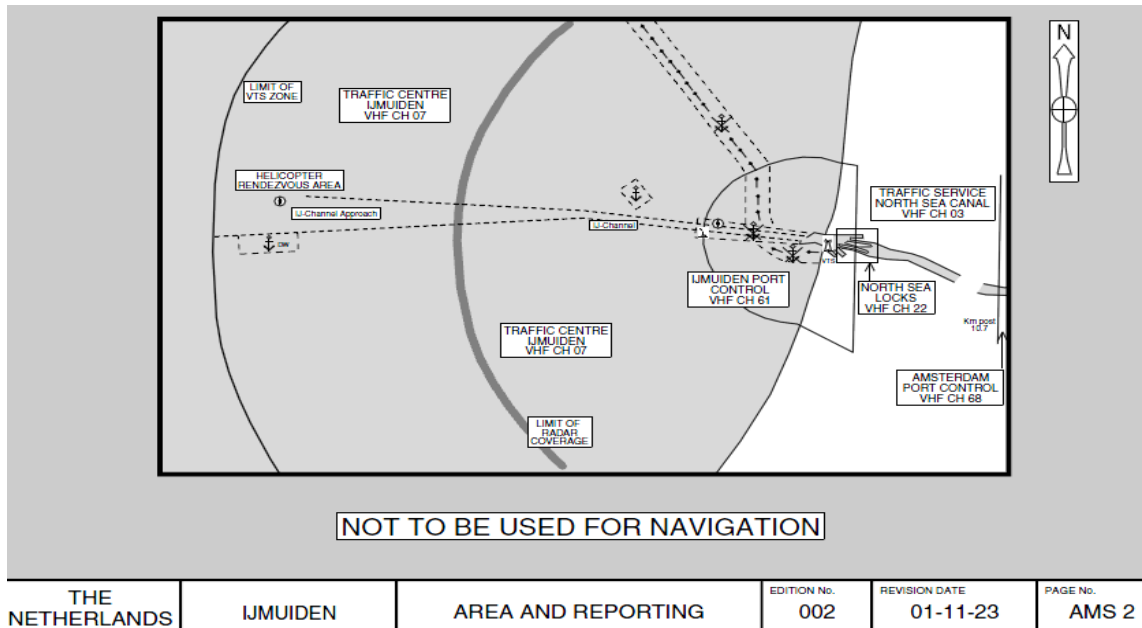 N
LIMIT OF
VTS ZONE
TRAFFIC CENTRE
IJMUIDEN
VHF CH 07
HELICOPTER
RENDEZVOUS AREA
IJ-Channel Approach
DW
IJ-Channel
TRAFFIC SERVICE
NORTH SEA CANAL
VHF CH 03
VTS
IJMUIDEN PORT
CONTROL
VHF CH 61
NORTH SEA
LOCKS
VHF CH 22
Km post
10.7
TRAFFIC CENTRE
IJMUIDEN
VHF CH 07
AMSTERDAM
PORT CONTROL
VHF CH 68
LIMIT OF
RADAR
COVERAGE
NOT TO BE USED FOR NAVIGATION
THE
NETHERLANDS
IJMUIDEN
AREA AND REPORTING
EDITION No.
002
REVISION DATE
01-11-23
PAGE No.
AMS 2